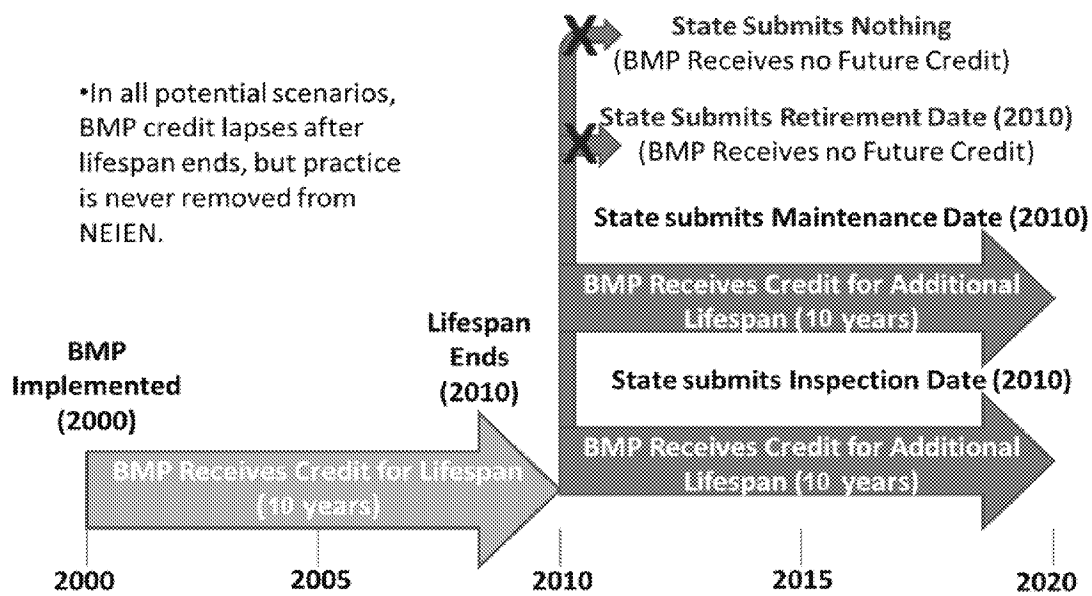 State Submits Nothing
(BMP Receives no Future Credit)
•In all potential scenarios,
BMP credit lapses after
lifespan ends, but practice
is never removed from
NEIEN.
State Submits Retirement Date (2010)
(BMP Receives no Future Credit)
State submits Maintenance Date (2010)
BMP Receives Credit for Additional
Lifespan (10 years)
BMP
Implemented
(2000)
Lifespan
Ends
(2010)
State submits Inspection Date (2010)
BMP Receives Credit for Lifespan
(10 years)
BMP Receives Credit for Additional
Lifespan (10 years)
2000
2005
2010
2015
2020